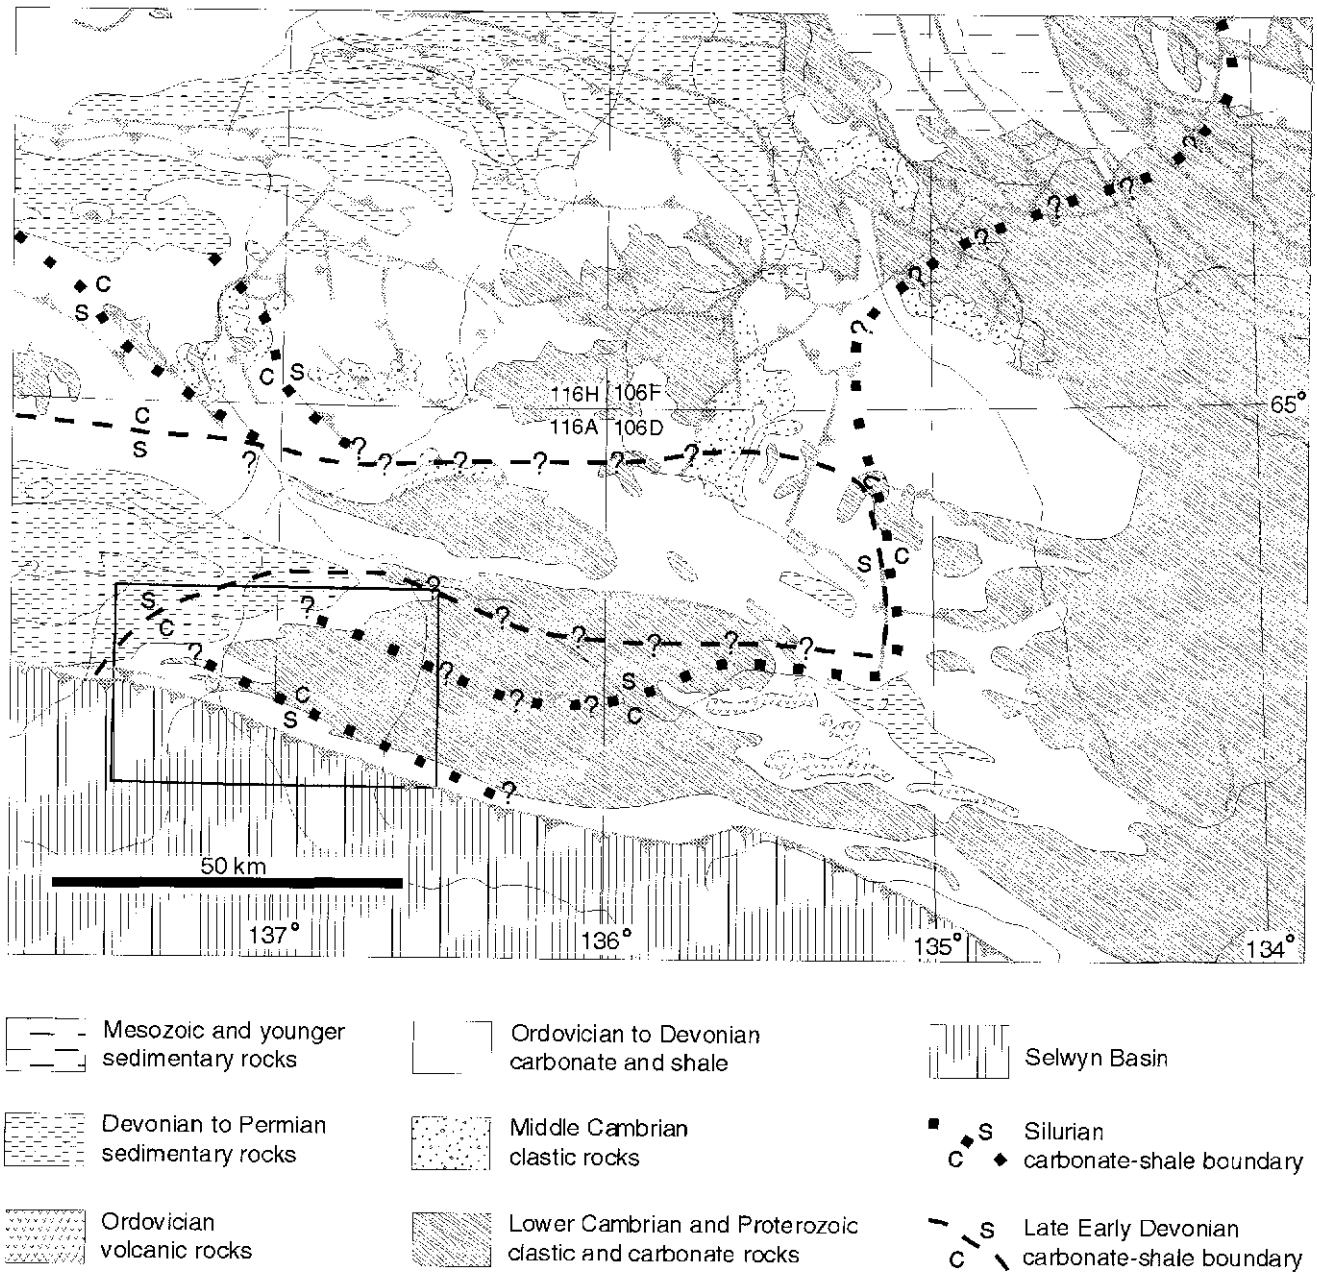 ?
?
?
?
?
?
C
S
?
C S
116H 106F
65°
C
116A 106D
S
? ? ? ? ? ? ?
?
S C
?
S
C
?
? ? ? ? ? ?
?
?
C
S
? ? S
C
?
50 km
137° 136° 135° 134°
Mesozoic and younger
sedimentary rocks
Ordovician to Devonian
carbonate and shale
Selwyn Basin
Devonian to Permian
sedimentary rocks
Middle Cambrian
clastic rocks
S
C
Silurian
carbonate-shale boundary
Ordovician
volcanic rocks
Lower Cambrian and Proterozoic
clastic and carbonate rocks
S
C
Late Early Devonian
carbonate-shale boundary